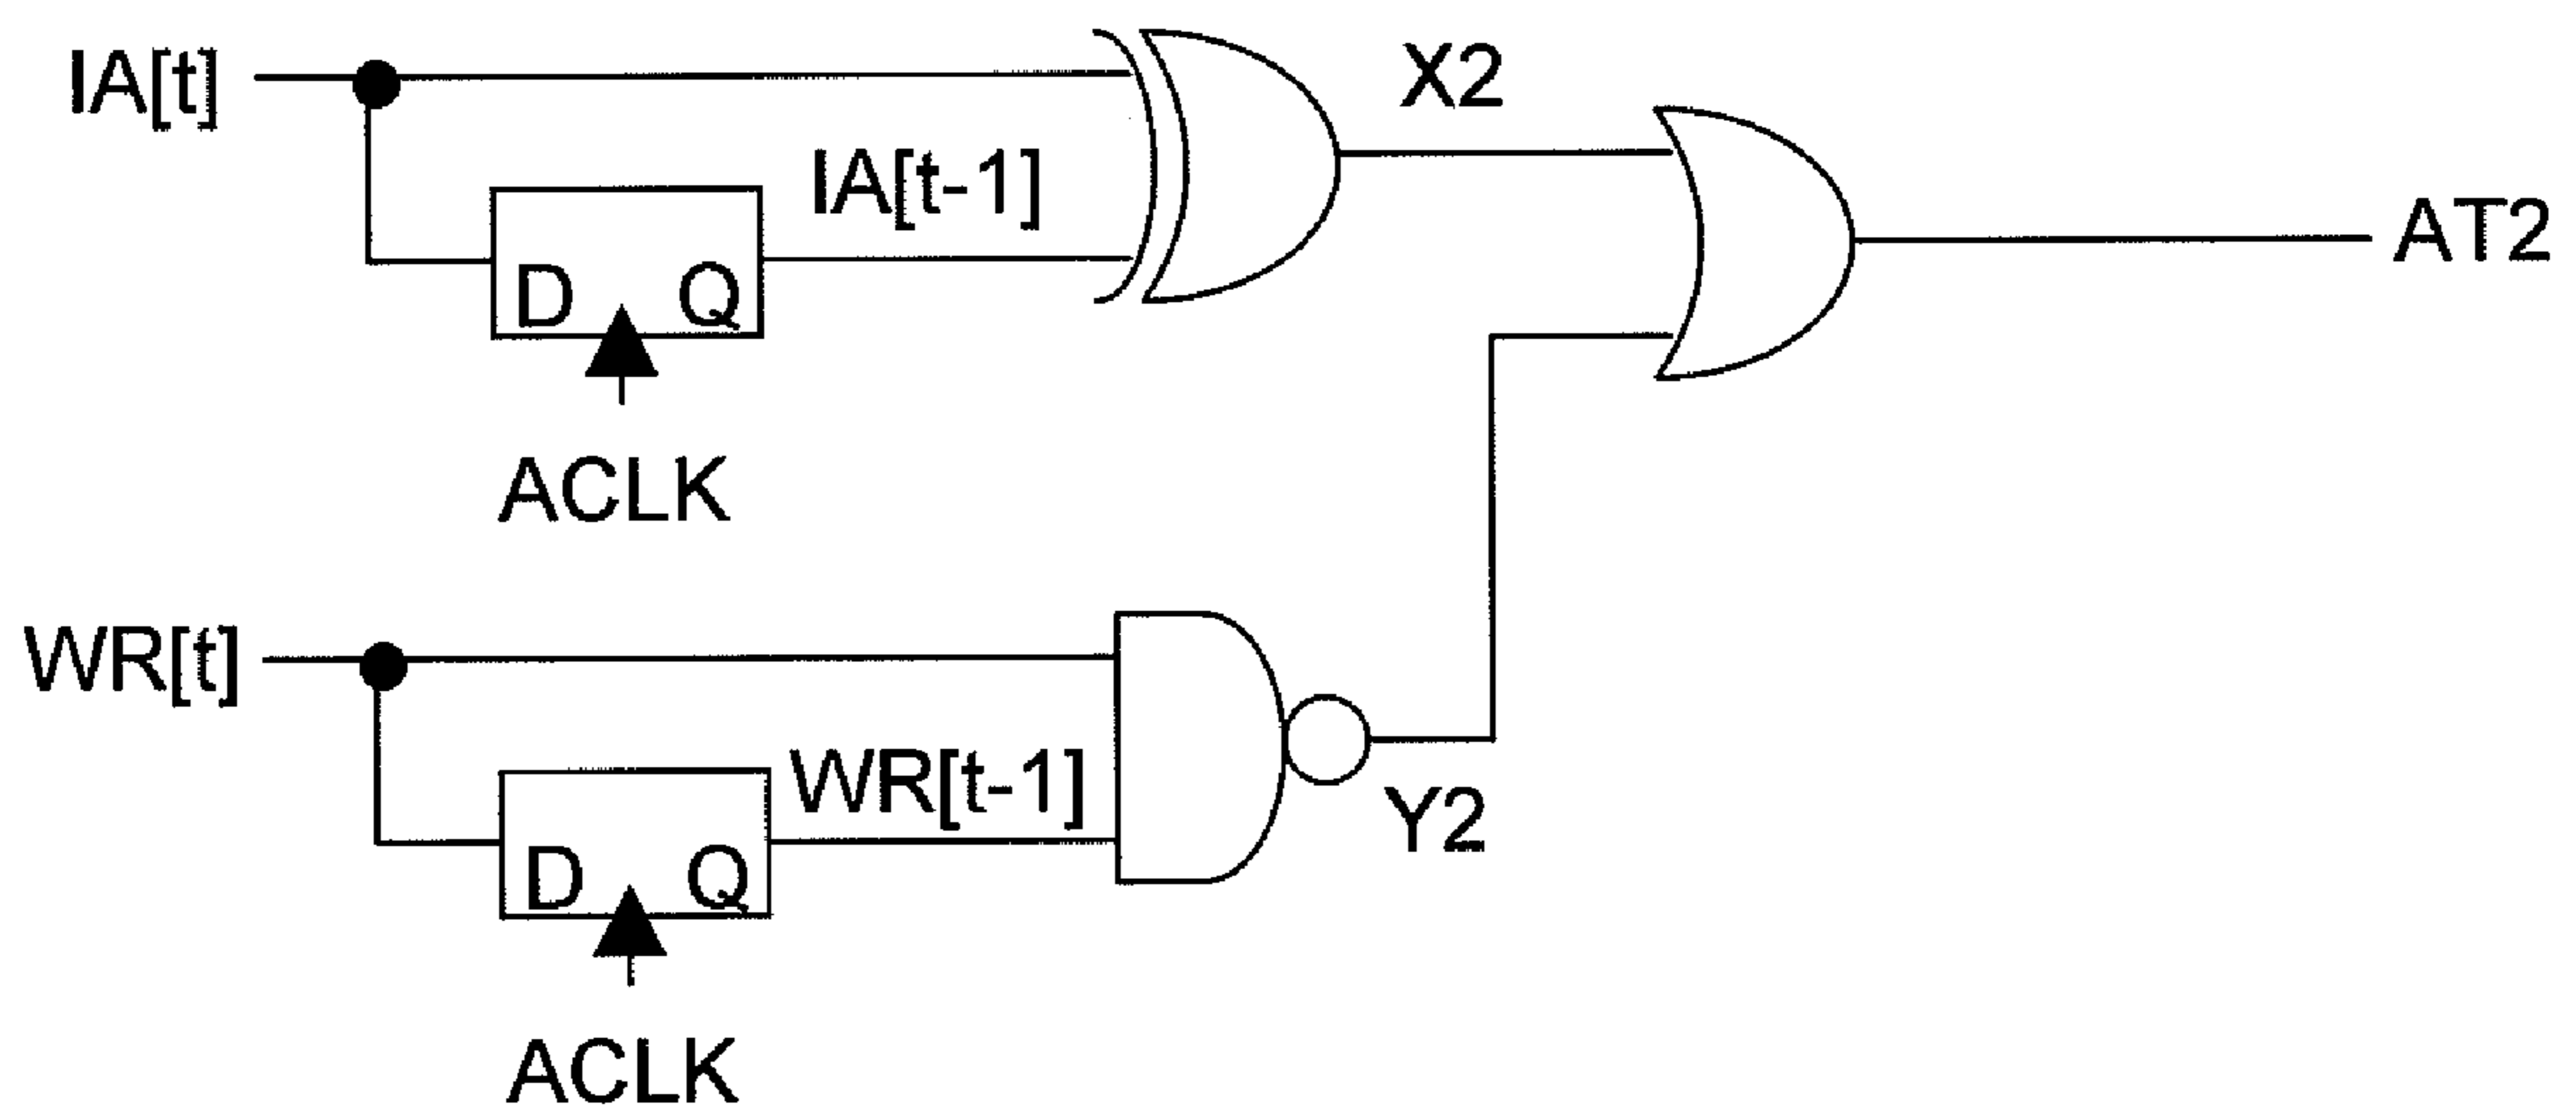 IA[t]
X2
IA[t-1]
AT2
D Q
ACLK
WR[t]
WR[t-1]
Y2
D Q
ACLK